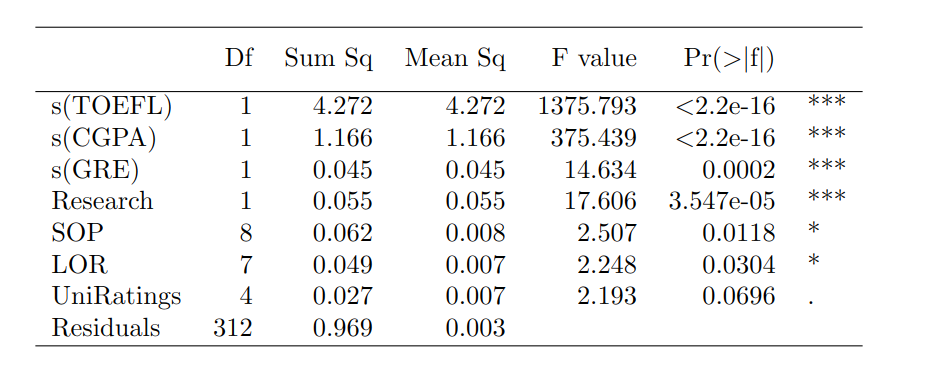 Df Sum Sq Mean Sq F value Pr(>|f|)
s(TOEFL) 1 4.272 4.272 1375.793 <2.2e-16 ***
s(CGPA) 1 1.166 1.166 375.439 <2.2e-16 ***
s(GRE) 1 0.045 0.045 14.634 0.0002 ***
Research 1 0.055 0.055 17.606 3.547e-05 ***
SOP 8 0.062 0.008 2.507 0.0118 *
LOR 7 0.049 0.007 2.248 0.0304 *
UniRatings 4 0.027 0.007 2.193 0.0696 .
Residuals 312 0.969 0.003